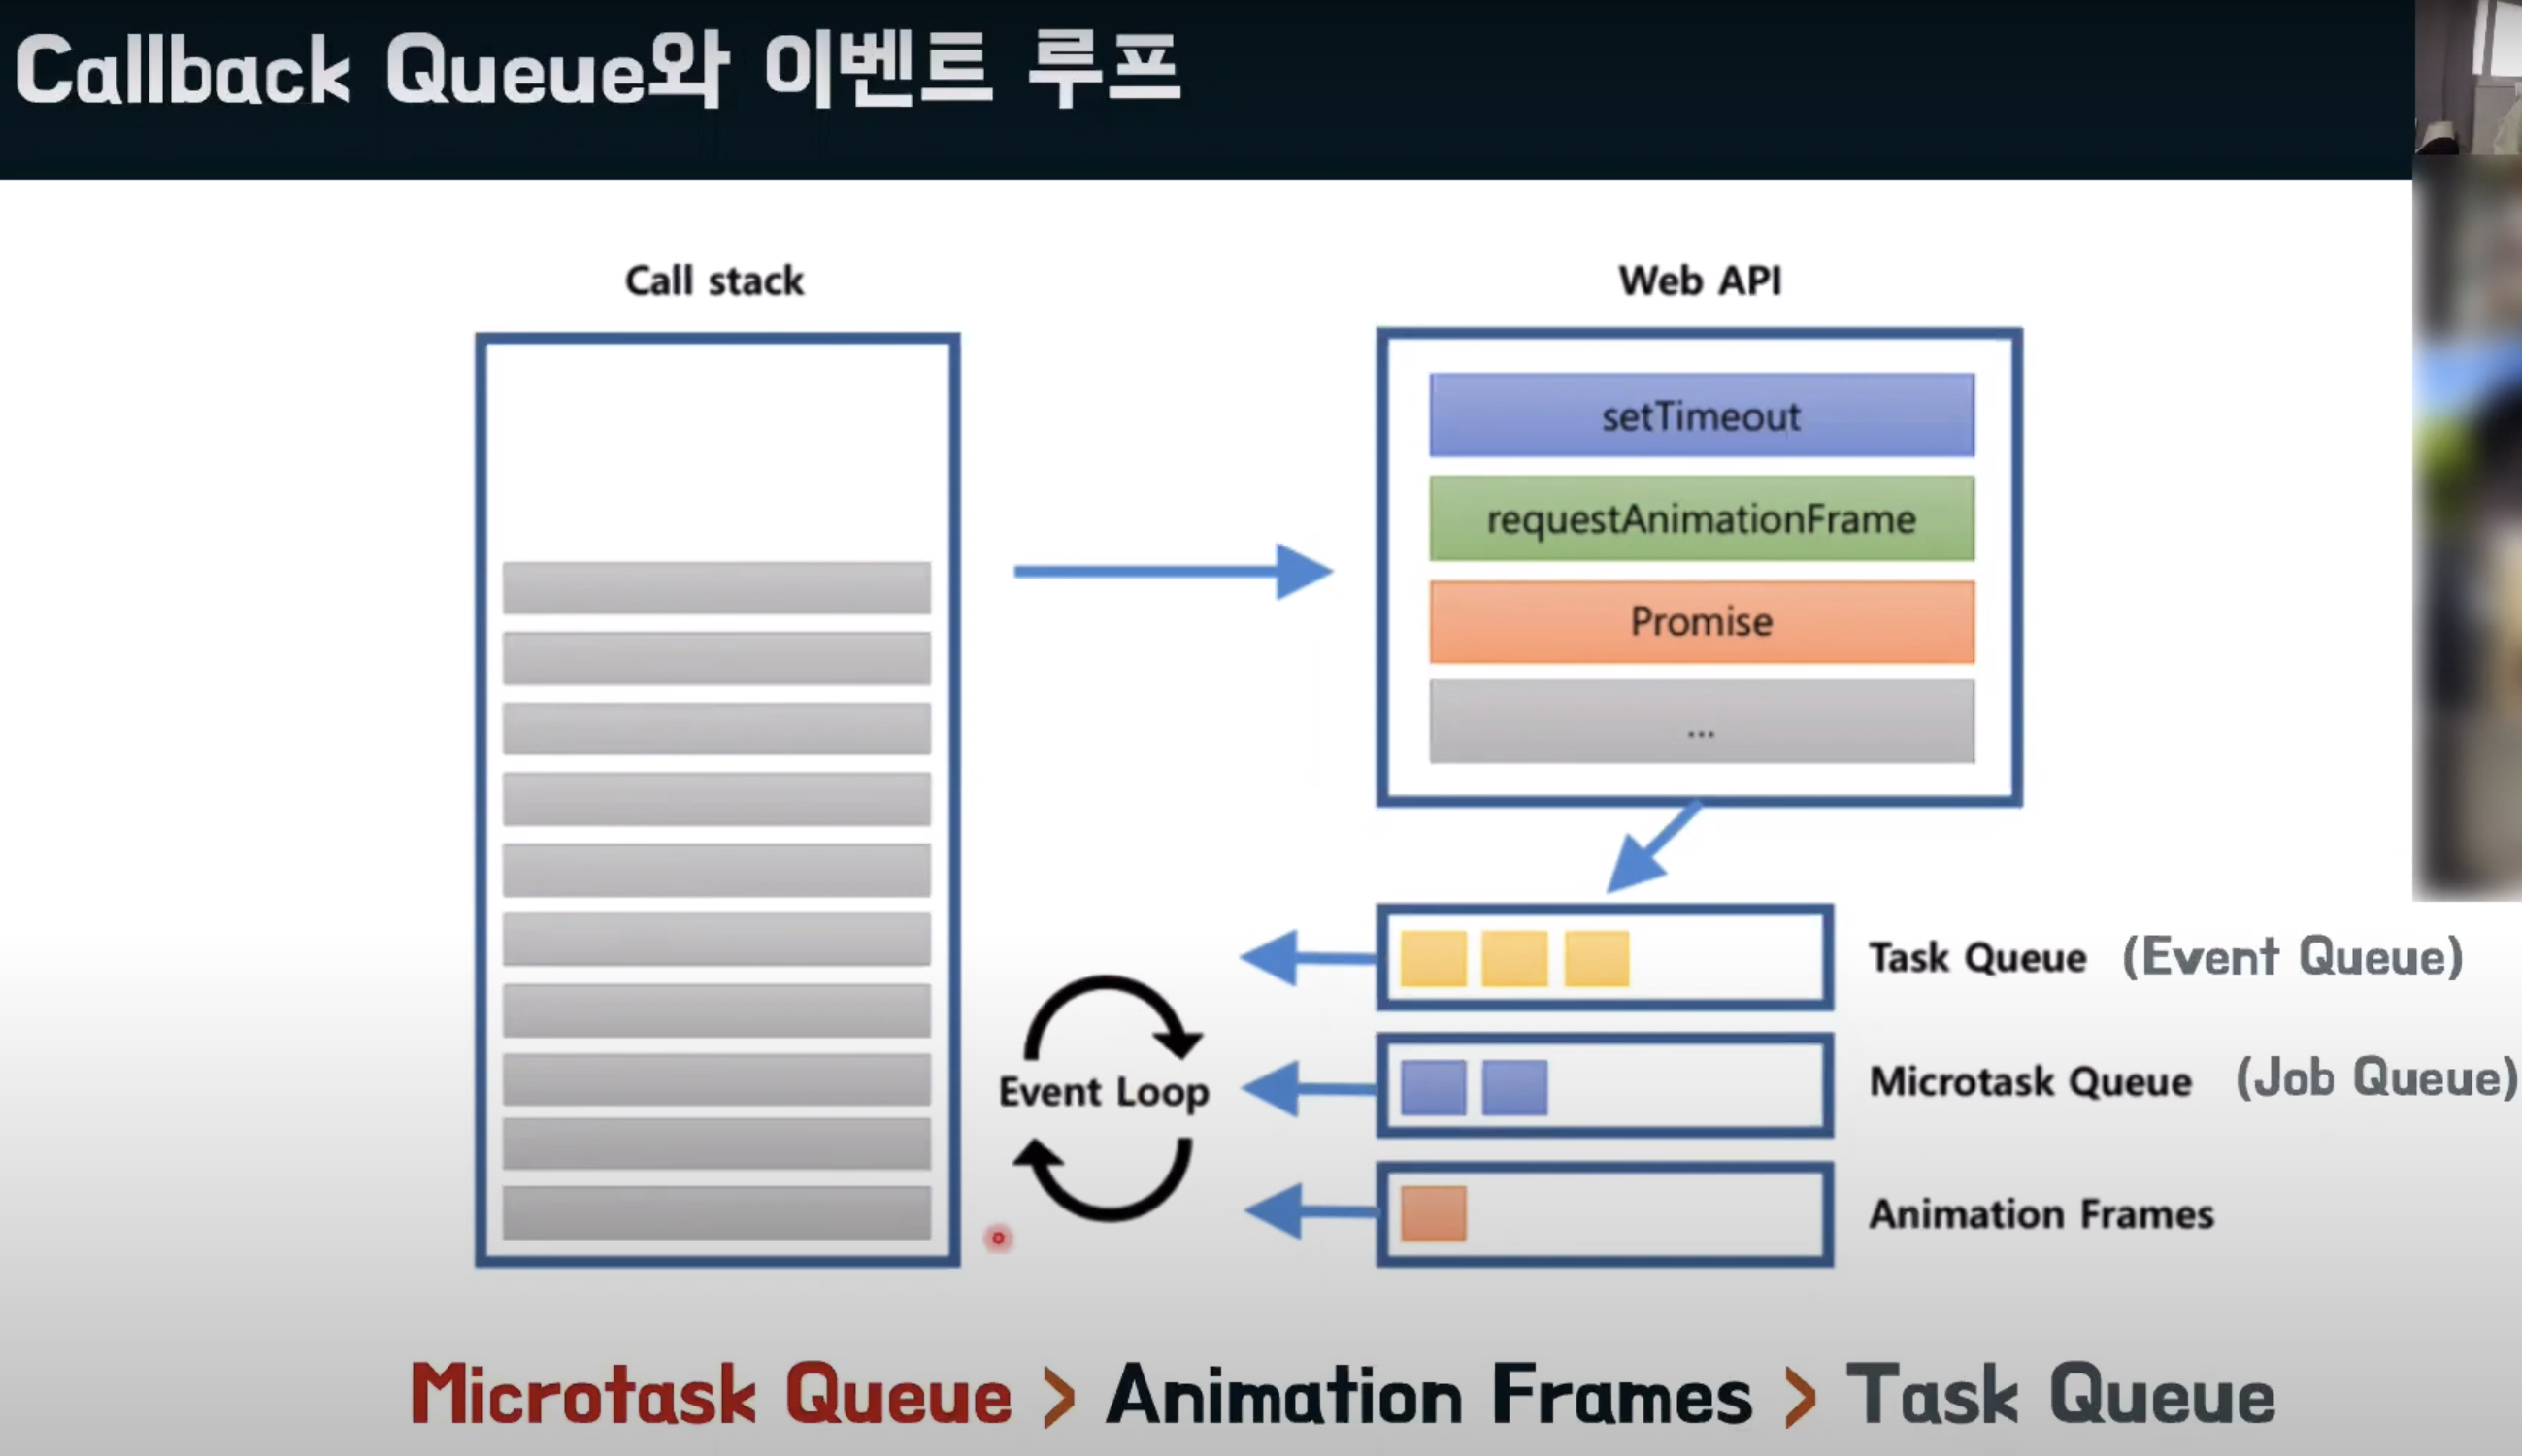 Callback Queue와 이벤트 루프
Call stack
Web API
setTimeout
requestAnimationFrame
Promise
...
Task Queue (Event Queue)
Event Loop
Microtask Queue (Job Queue)
Animation Frames
Microtask Queue > Animation Frames > Task Queue